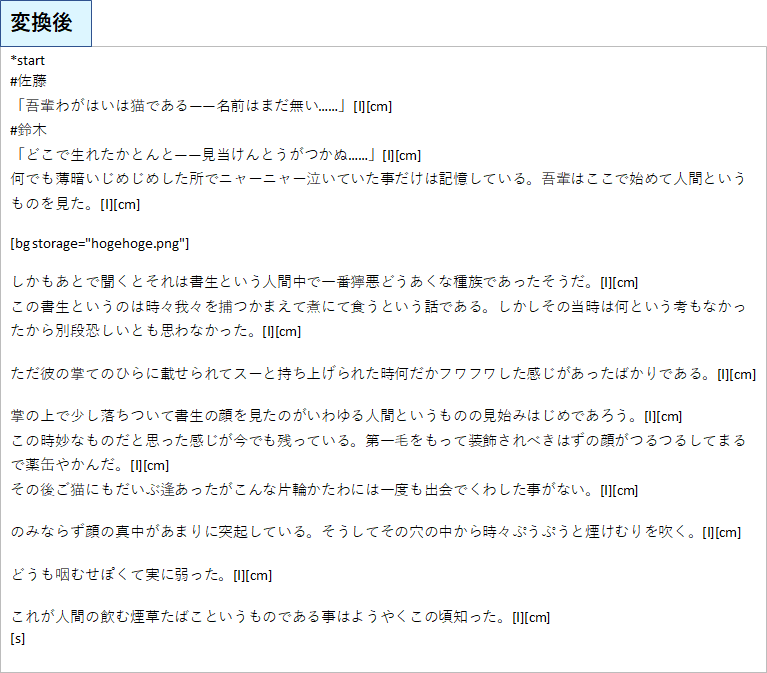 変換後
*start
#佐藤
「吾輩わがはいは猫である――名前はまだ無い……」[l][cm]
#鈴木
「どこで生れたかとんと――見当けんとうがつかぬ……」[l][cm]
何でも薄暗いじめじめした所でニャーニャー泣いていた事だけは記憶している。吾輩はここで始めて人間という
ものを見た。[l][cm]
[bg storage="hogehoge.png"]
しかもあとで聞くとそれは書生という人間中で一番獰悪どうあくな種族であったそうだ。[l][cm]
この書生というのは時々我々を捕つかまえて煮にて食うという話である。しかしその当時は何という考もなかっ
たから別段恐しいとも思わなかった。[l][cm]
ただ彼の掌てのひらに載せられてスーと持ち上げられた時何だかフワフワした感じがあったばかりである。[l][cm]
掌の上で少し落ちついて書生の顔を見たのがいわゆる人間というものの見始みはじめであろう。[l][cm]
この時妙なものだと思った感じが今でも残っている。第一毛をもって装飾されべきはずの顔がつるつるしてまる
で薬缶やかんだ。[l][cm]
その後ご猫にもだいぶ逢あったがこんな片輪かたわには一度も出会でくわした事がない。[l][cm]
のみならず顔の真中があまりに突起している。そうしてその穴の中から時々ぷうぷうと煙けむりを吹く。[l][cm]
どうも咽むせぽくて実に弱った。[l][cm]
これが人間の飲む煙草たばこというものである事はようやくこの頃知った。[l][cm]
[s]